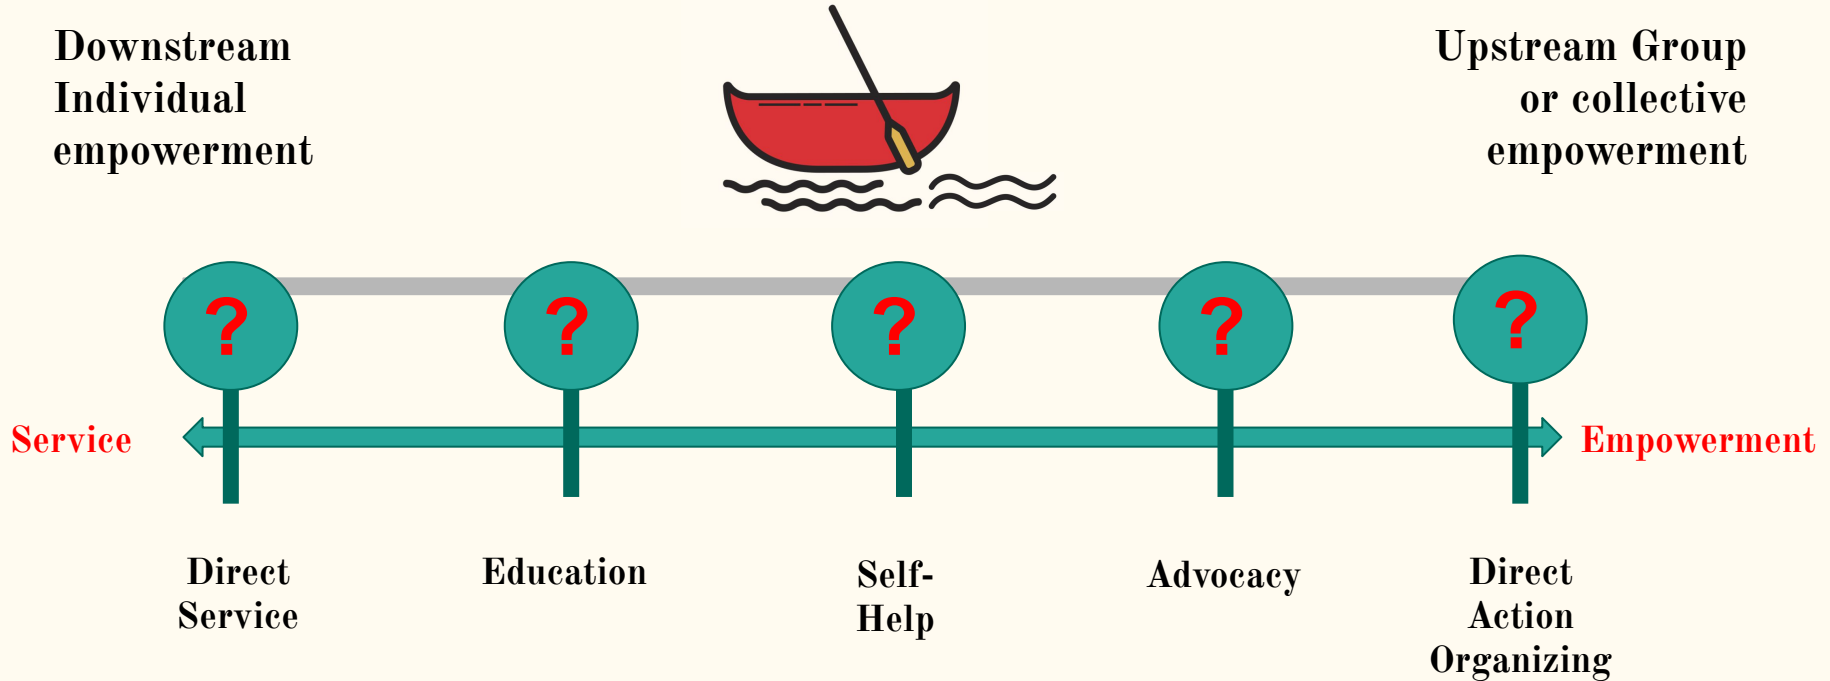 Downstream
Individual
empowerment
Upstream Group
or collective
empowerment
?
?
?
?
?
Service
Empowerment
Direct
Service
Education
Self-
Help
Advocacy
Direct
Action
Organizing